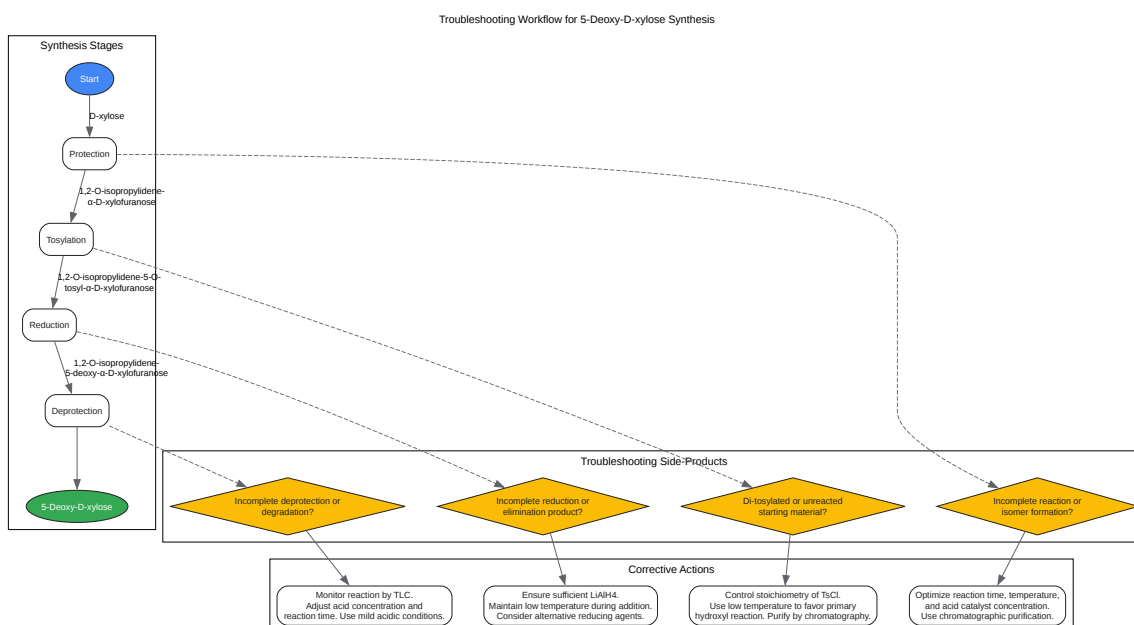 Troubleshooting Workflow for 5-Deoxy-D-xylose Synthesis
Synthesis Stages
Start
D-xylose
Protection
1,2-O-isopropylidene-
α-D-xylofuranose
Tosylation
1,2-O-isopropylidene-5-O-
tosyl-α-D-xylofuranose
Reduction
1,2-O-isopropylidene-
5-deoxy-α-D-xylofuranose
Deprotection
5-Deoxy-D-xylose
Troubleshooting Side-Products
Incomplete deprotection or
degradation?
Incomplete reduction or
elimination product?
Di-tosylated or unreacted
starting material?
Incomplete reaction or
isomer formation?
Corrective Actions
Monitor reaction by TLC.
Adjust acid concentration and
reaction time. Use mild acidic conditions.
Ensure sufficient LiAlH4.
Maintain low temperature during addition.
Consider alternative reducing agents.
Control stoichiometry of TsCl.
Use low temperature to favor primary
hydroxyl reaction. Purify by chromatography.
Optimize reaction time, temperature,
and acid catalyst concentration.
Use chromatographic purification.